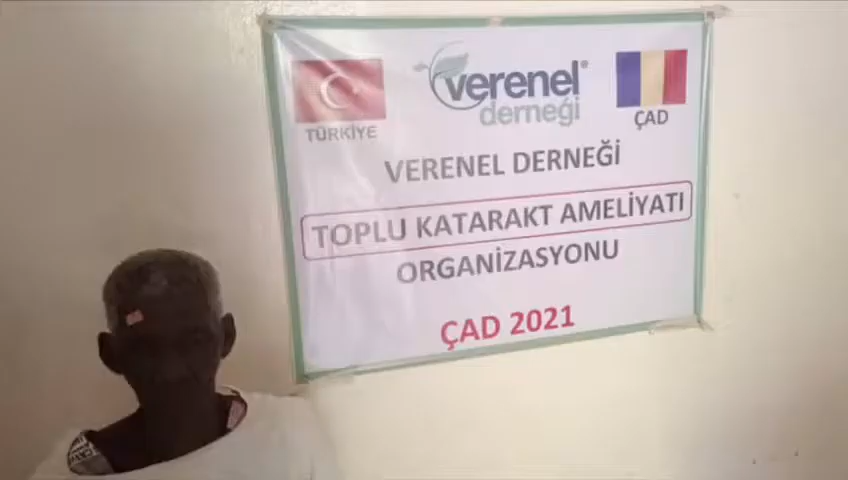 verenel®
derneği
TÜRKİYE
ÇAD
VERENEL DERNEĞİ
TOPLU KATARAKT AMELİYATI
ORGANİZASYONU
ÇAD 2021